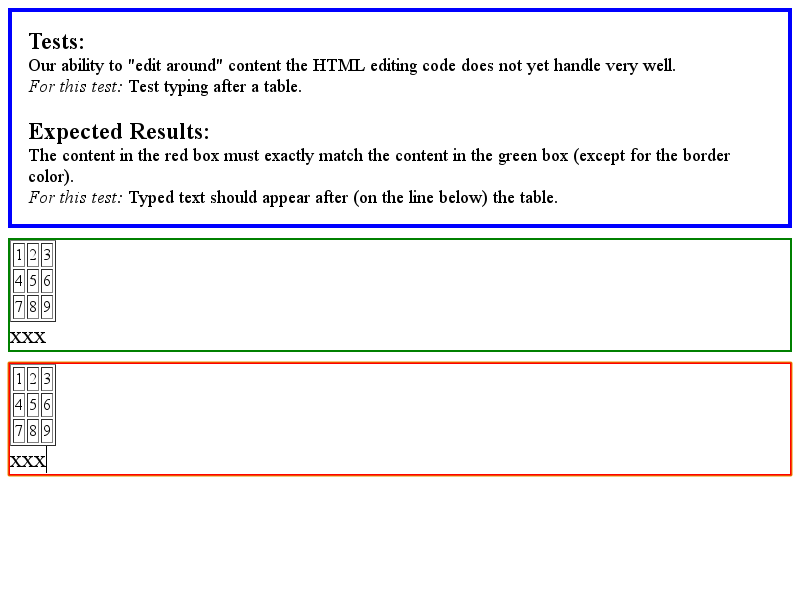 Tests:
Our ability to "edit around" content the HTML editing code does not yet handle very well.
For this test: Test typing after a table.
Expected Results:
The content in the red box must exactly match the content in the green box (except for the border
color).
For this test: Typed text should appear after (on the line below) the table.
1 2 3
4 5 6
7 8 9
xxx
1 2 3
4 5 6
7 8 9
xxx